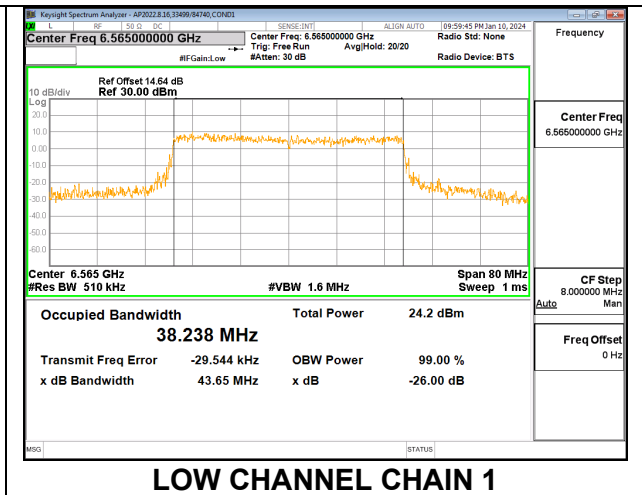 Keysight Spectrum Analyzer - AP2022.8.16,33499/84740,COND1
L RF 50 Ω DC SENSE:INT ALIGN AUTO 09:59:45 PM Jan 10, 2024
Center Freq 6.565000000 GHz
Center Freq: 6.565000000 GHz
Radio Std: None
Trig: Free Run Avg|Hold: 20/20
#IFGain:Low #Atten: 30 dB Radio Device: BTS
Frequency
Ref Offset 14.64 dB
10 dB/div Ref 30.00 dBm
Log
20.0
10.0
0.00
-10.0
-20.0
-30.0
-40.0
-50.0
-60.0
Center Freq
6.565000000 GHz
Center 6.565 GHz Span 80 MHz
#Res BW 510 kHz #VBW 1.6 MHz Sweep 1 ms
CF Step
8.000000 MHz
Auto Man
Occupied Bandwidth Total Power 24.2 dBm
38.238 MHz
Freq Offset
0 Hz
Transmit Freq Error -29.544 kHz OBW Power 99.00 %
x dB Bandwidth 43.65 MHz x dB -26.00 dB
MSG STATUS
LOW CHANNEL CHAIN 1